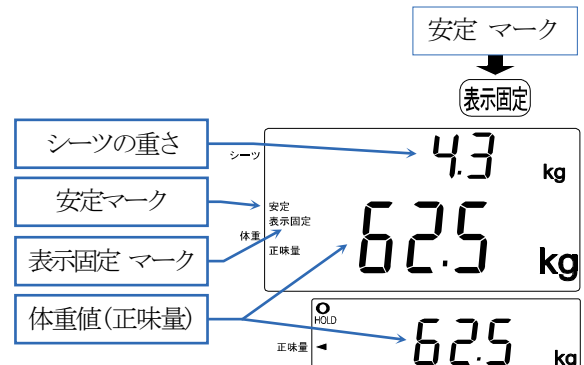 安定 マーク
表示固定
シーツの重さ
安定マーク
表示固定 マーク
体重値(正味量)
シーツ
4.3 kg
安定
表示固定
体重
正味量
62.5 kg
O
HOLD
正味量 ◄
62.5 kg